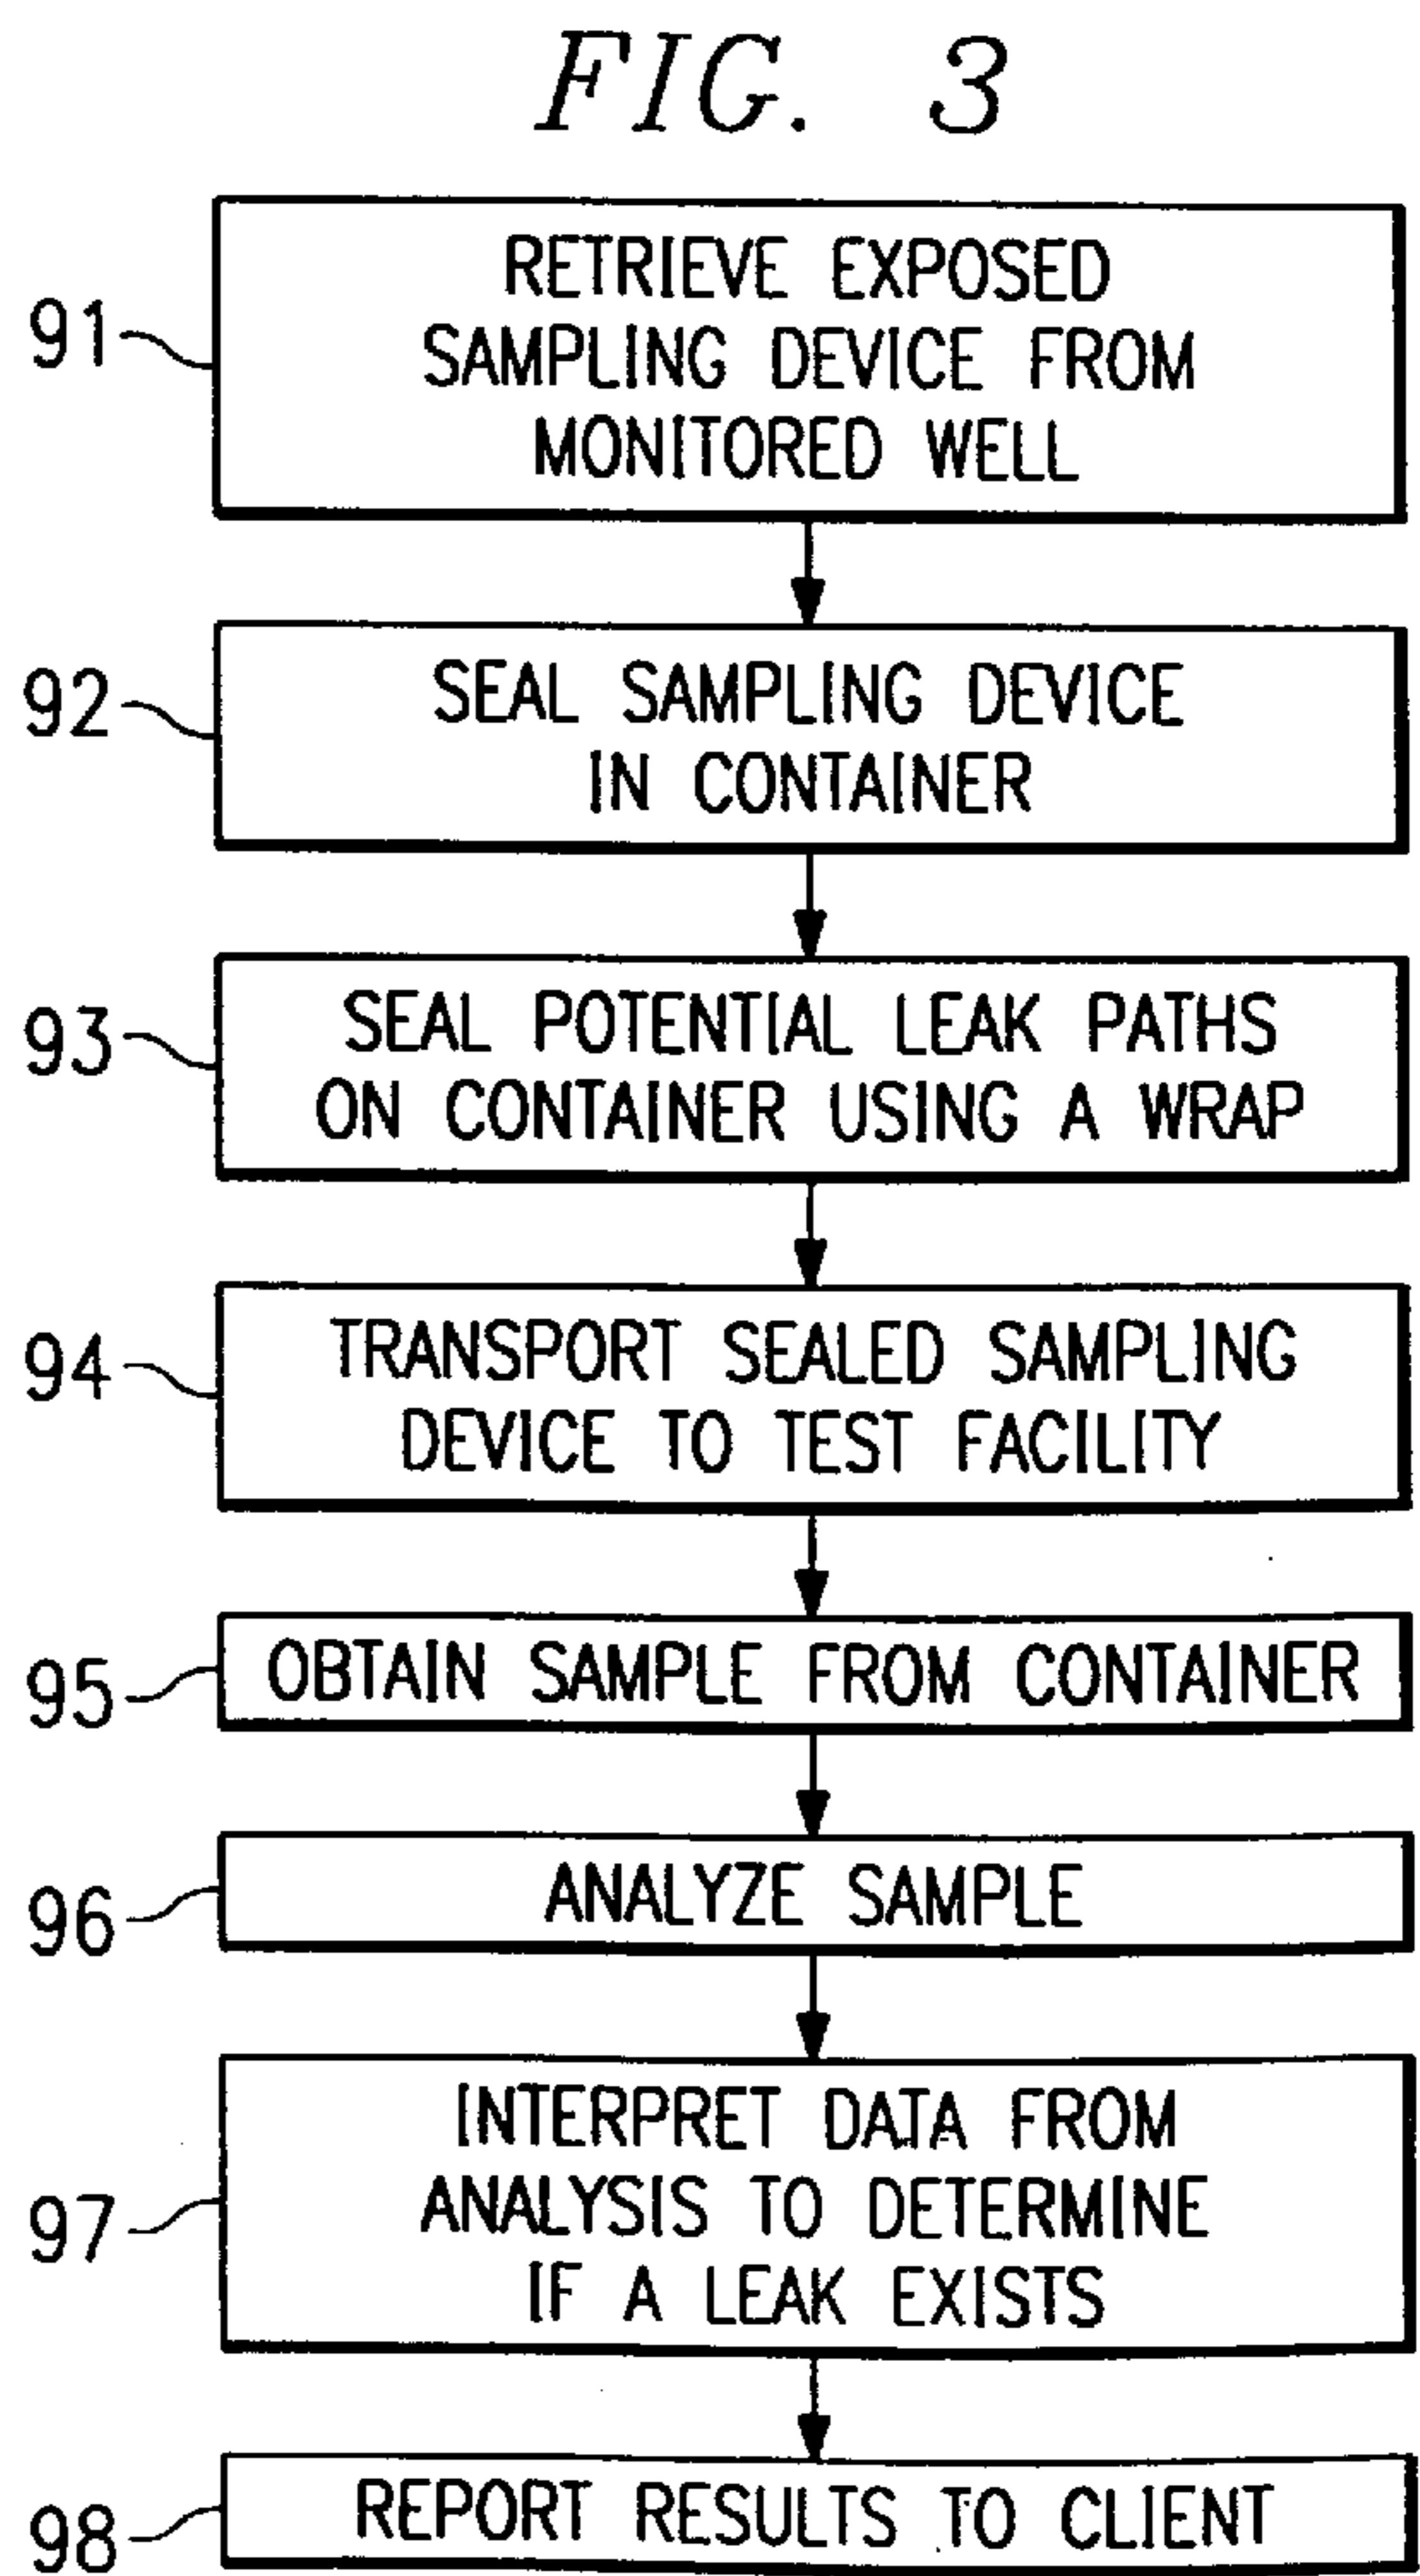 FIG. 3
91
RETRIEVE EXPOSED
SAMPLING DEVICE FROM
MONITORED WELL
92
SEAL SAMPLING DEVICE
IN CONTAINER
93
SEAL POTENTIAL LEAK PATHS
ON CONTAINER USING A WRAP
94
TRANSPORT SEALED SAMPLING
DEVICE TO TEST FACILITY
95
OBTAIN SAMPLE FROM CONTAINER
96
ANALYZE SAMPLE
97
INTERPRET DATA FROM
ANALYSIS TO DETERMINE
IF A LEAK EXISTS
98
REPORT RESULTS TO CLIENT